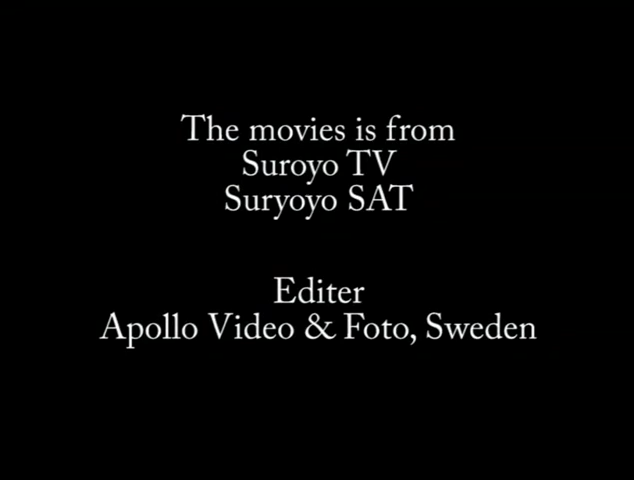 The movies is from
Suroyo TV
Suryoyo SAT
Editer
Apollo Video & Foto, Sweden